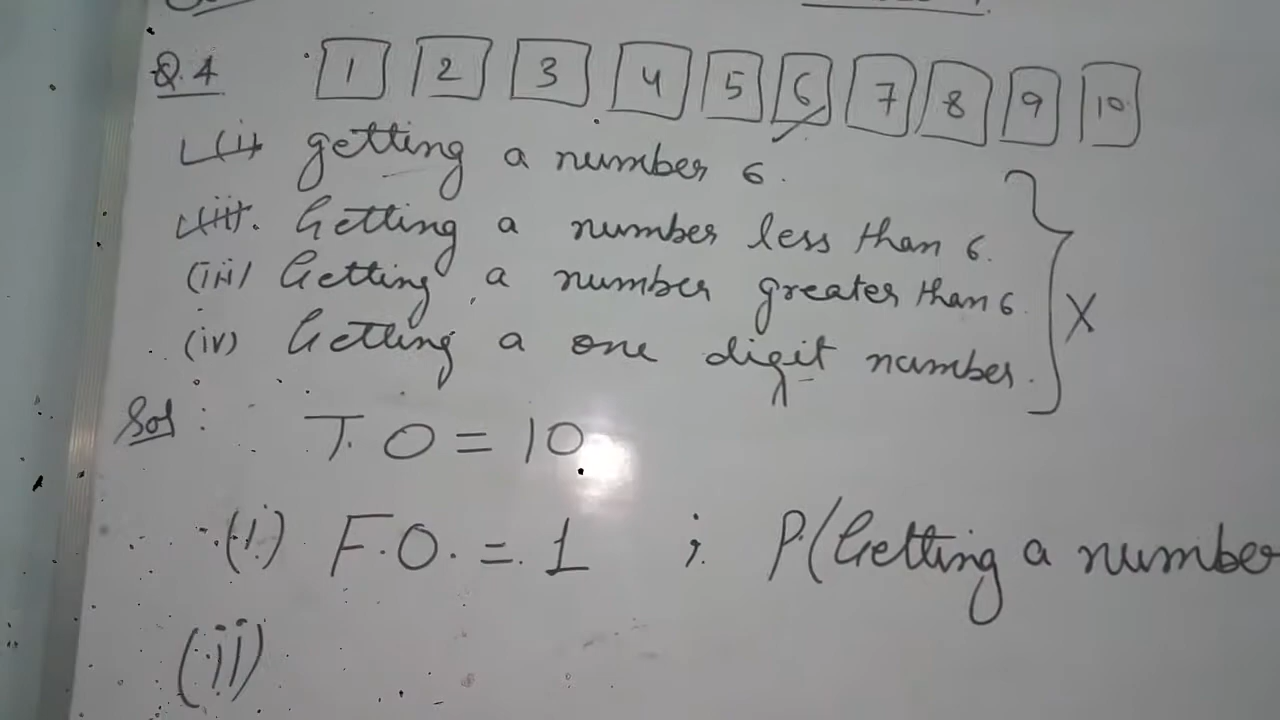 Q.4 1 2 3 4 5 6 7 8 9 10
(i) getting a number 6.
(ii). Getting a number less than 6.
(iii) Getting a number greater than 6.
(iv) Getting a one digit number.
} X
Sol: T.O = 10
(i) F.O. = 1 ; P(Getting a number
(ii)